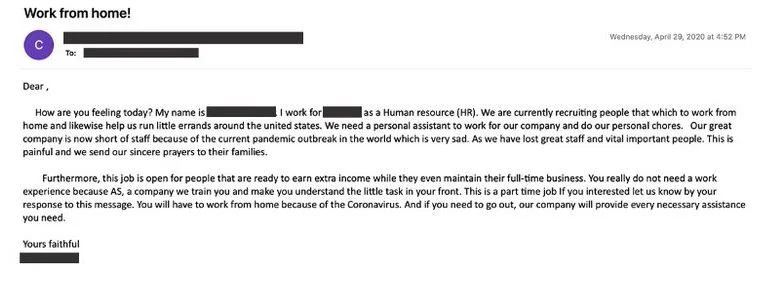 Work from home!
C
Wednesday, April 29, 2020 at 4:52 PM
To:
Dear ,
How are you feeling today? My name is . I work for as a Human resource (HR). We are currently recruiting people that which to work from
home and likewise help us run little errands around the united states. We need a personal assistant to work for our company and do our personal chores. Our great
company is now short of staff because of the current pandemic outbreak in the world which is very sad. As we have lost great staff and vital important people. This is
painful and we send our sincere prayers to their families.
Furthermore, this job is open for people that are ready to earn extra income while they even maintain their full-time business. You really do not need a work
experience because AS, a company we train you and make you understand the little task in your front. This is a part time job If you interested let us know by your
response to this message. You will have to work from home because of the Coronavirus. And if you need to go out, our company will provide every necessary assistance
you need.
Yours faithful